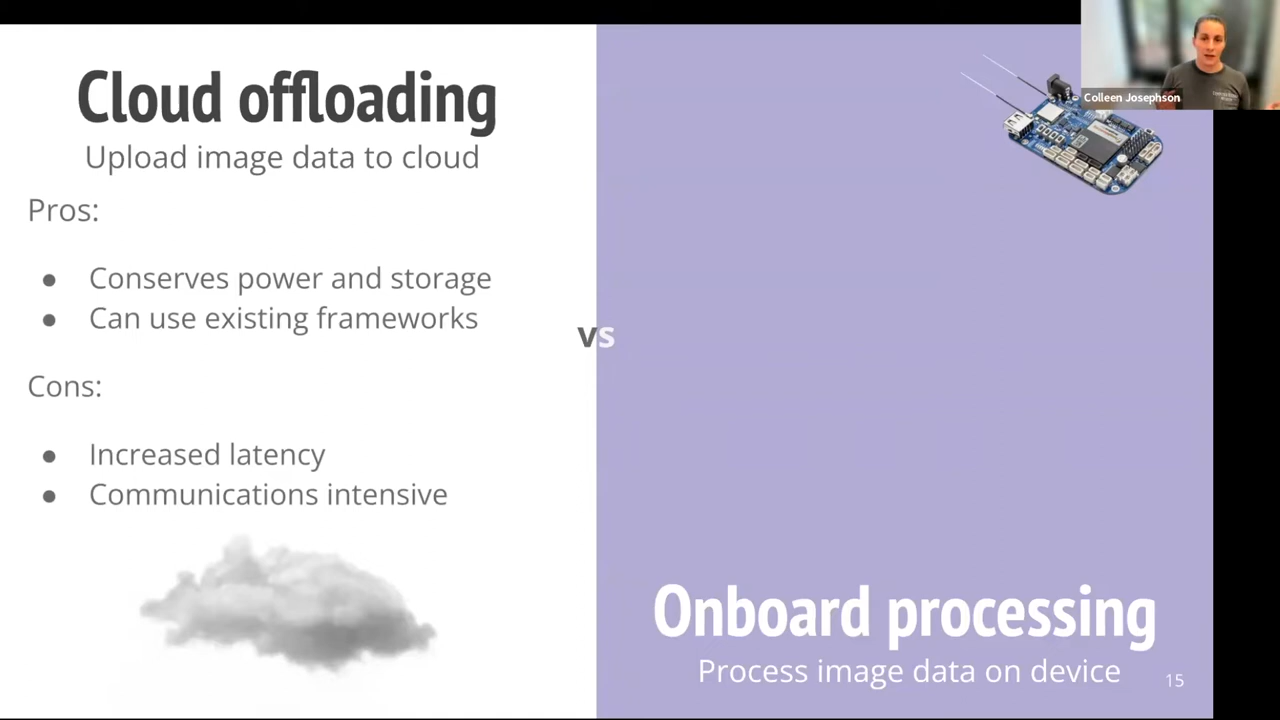 Cloud offloading
Upload image data to cloud
Pros:
● Conserves power and storage
● Can use existing frameworks
Cons:
● Increased latency
● Communications intensive
vs
Colleen Josephson
Onboard processing
Process image data on device
15